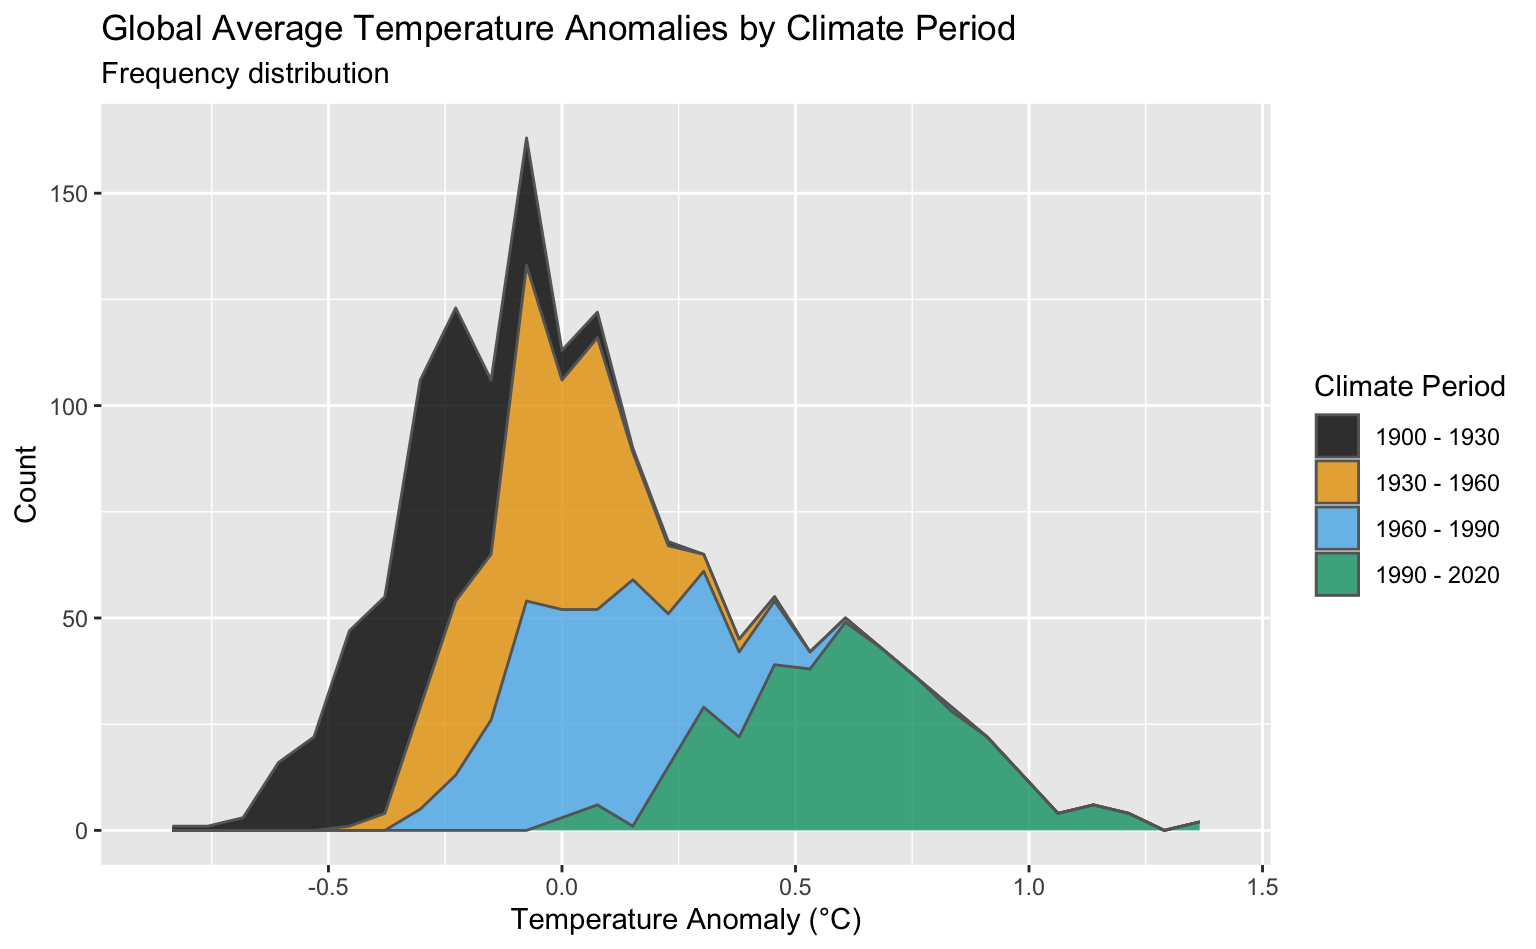 Global Average Temperature Anomalies by Climate Period
Frequency distribution
150
100
50
0
Count
-0.5
0.0
0.5
1.0
1.5
Temperature Anomaly (°C)
Climate Period
1900 - 1930
1930 - 1960
1960 - 1990
1990 - 2020